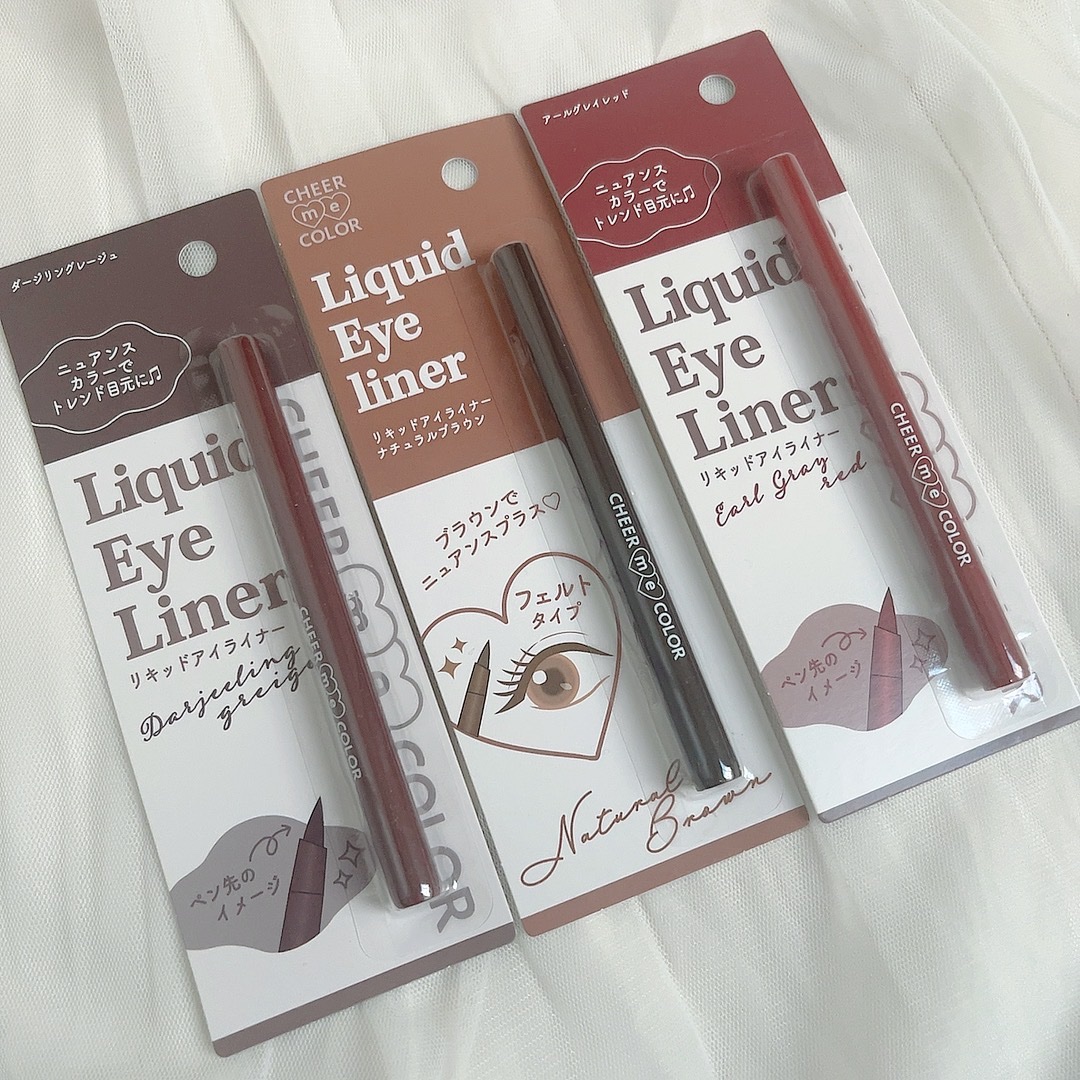 ダージリングレージュ
ニュアンス
カラーで
トレンド目元に♫
Liquid
Eye
Liner
リキッドアイライナー
Darjeeling
greige
ペン先の
イメージ
CHEER me COLOR
CHEER
COLOR
CHEER
me
COLOR
Liquid
Eye
liner
リキッドアイライナー
ナチュラルブラウン
ブラウンで
ニュアンスプラス♡
フェルト
タイプ
CHEER me COLOR
Natural
Brown
アールグレイレッド
ニュアンス
カラーで
トレンド目元に♫
Liquid
Eye
Liner
リキッドアイライナー
Earl Gray
red
ペン先の
イメージ
CHEER me COLOR